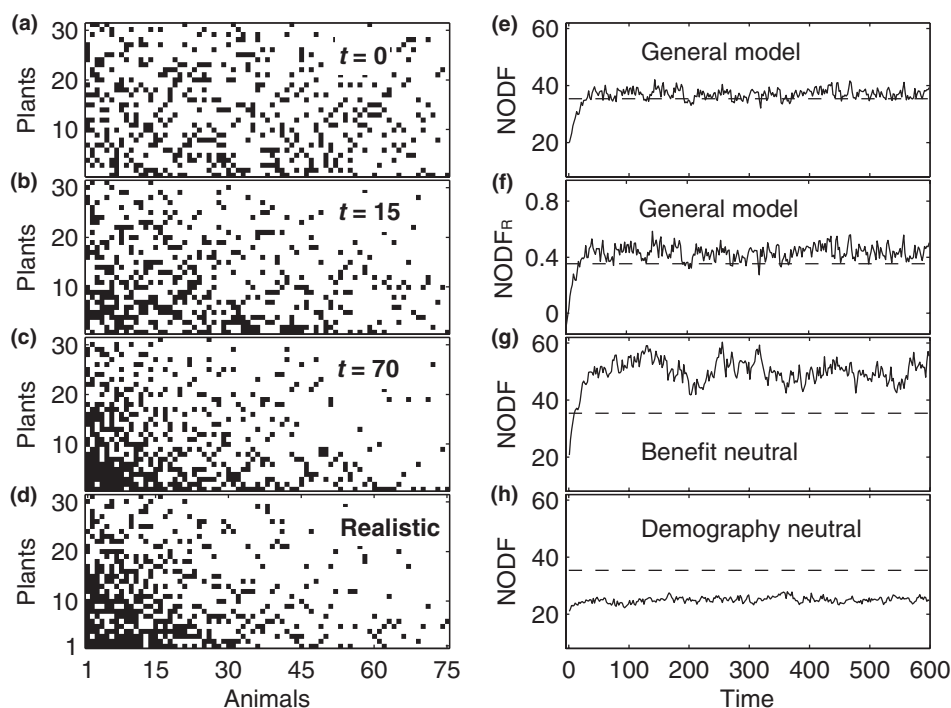 (a)
t = 0
Plants
30
20
10
(b)
t = 15
Plants
30
20
10
(c)
t = 70
Plants
30
20
10
(d)
Realistic
Plants
30
20
10
1
1 15 30 45 60 75
Animals
(e)
General model
NODF
60
40
20
(f)
General model
NODFR
0.8
0.4
0
(g)
Benefit neutral
NODF
60
40
20
(h)
Demography neutral
NODF
60
40
20
0 100 200 300 400 500 600
Time